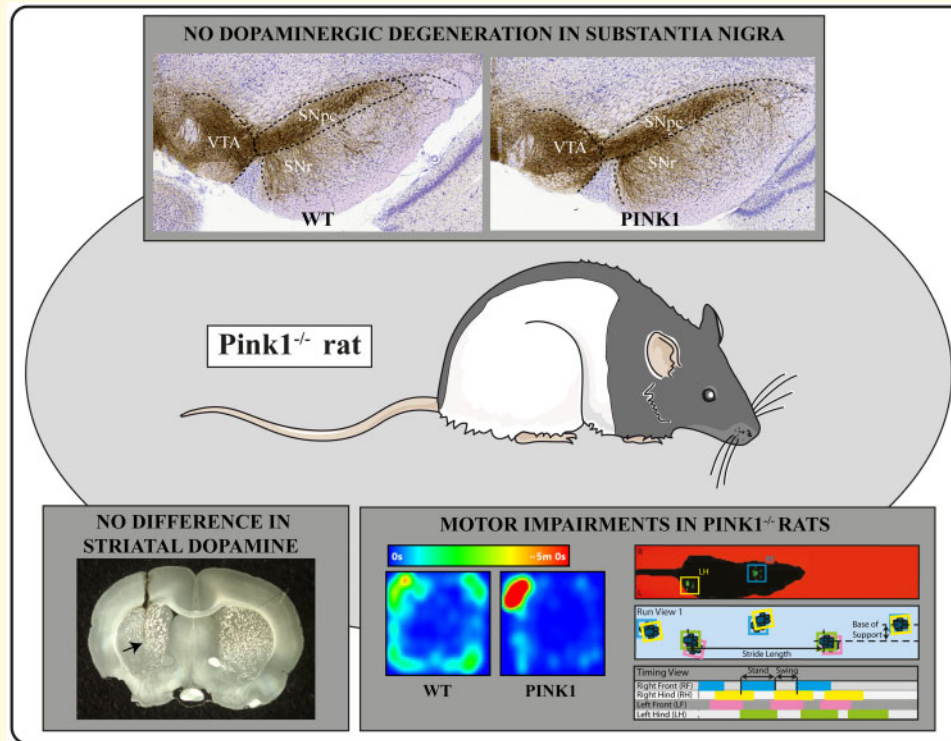 NO DOPAMINERGIC DEGENERATION IN SUBSTANTIA NIGRA
VTA
SNpc
SNr
WT
VTA
SNpc
SNr
PINK1
Pink1-/- rat
NO DIFFERENCE IN
STRIATAL DOPAMINE
MOTOR IMPAIRMENTS IN PINK1-/- RATS
0s
~5m 0s
WT
PINK1
R
L
LH
RF
Run View 1
Base of
Support
Stride Length
Timing View
Stand
Swing
Right Front (RF)
Right Hind (RH)
Left Front (LF)
Left Hind (LH)